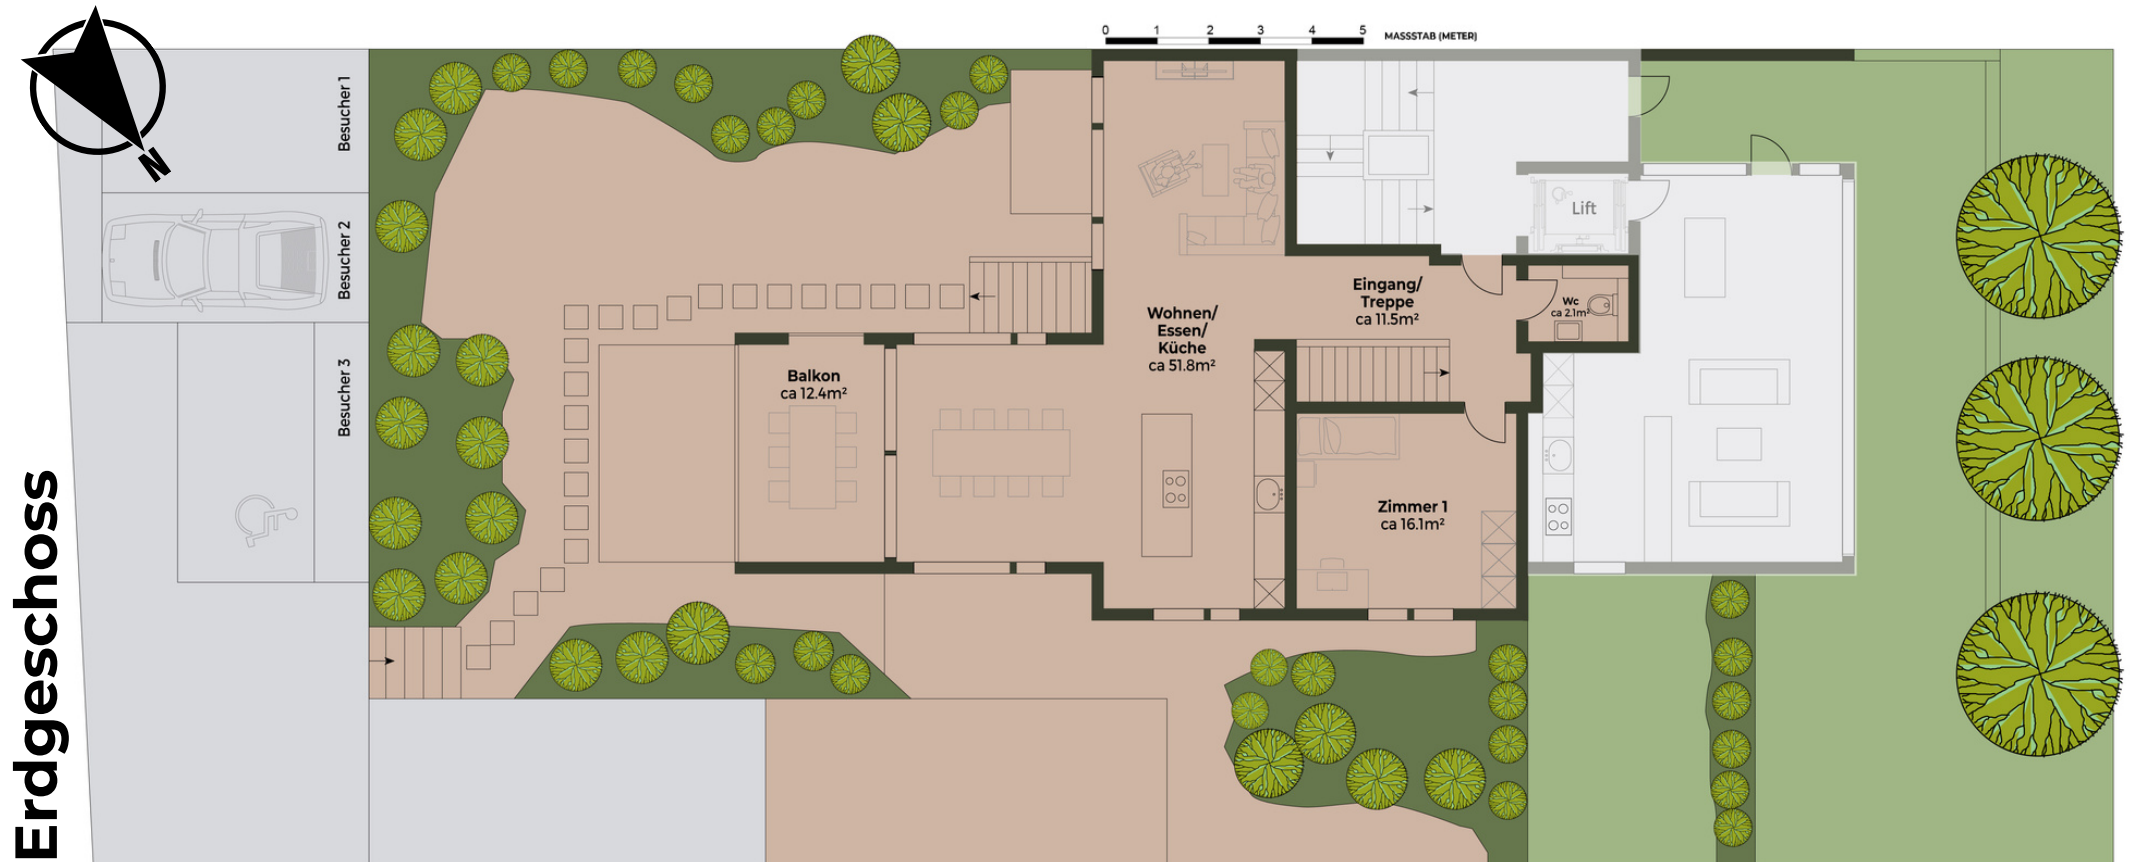 0 1 2 3 4 5 MASSSTAB (METER)
N
Besucher 1
Besucher 2
Besucher 3
Erdgeschoss
Lift
Eingang/
Treppe
ca 11.5m²
Wc
ca 2.1m²
Wohnen/
Essen/
Küche
ca 51.8m²
Balkon
ca 12.4m²
Zimmer 1
ca 16.1m²